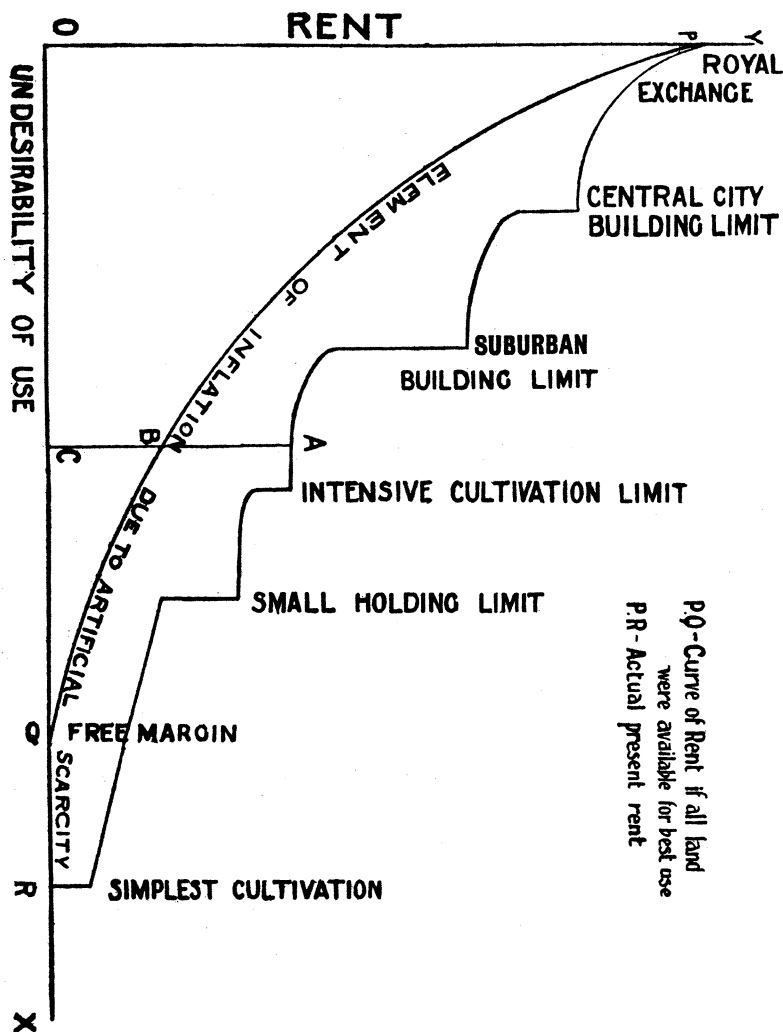 O
RENT
P
Y
ROYAL
EXCHANGE
UNDESIRABILITY OF USE
CENTRAL CITY
BUILDING LIMIT
SUBURBAN
BUILDING LIMIT
ELEMENT OF INFLATION DUE TO ARTIFICIAL SCARCITY
C
B
A
INTENSIVE CULTIVATION LIMIT
SMALL HOLDING LIMIT
P.Q-Curve of Rent if all land
were available for best use
P.R-Actual present rent
Q
FREE MARGIN
R
SIMPLEST CULTIVATION
X